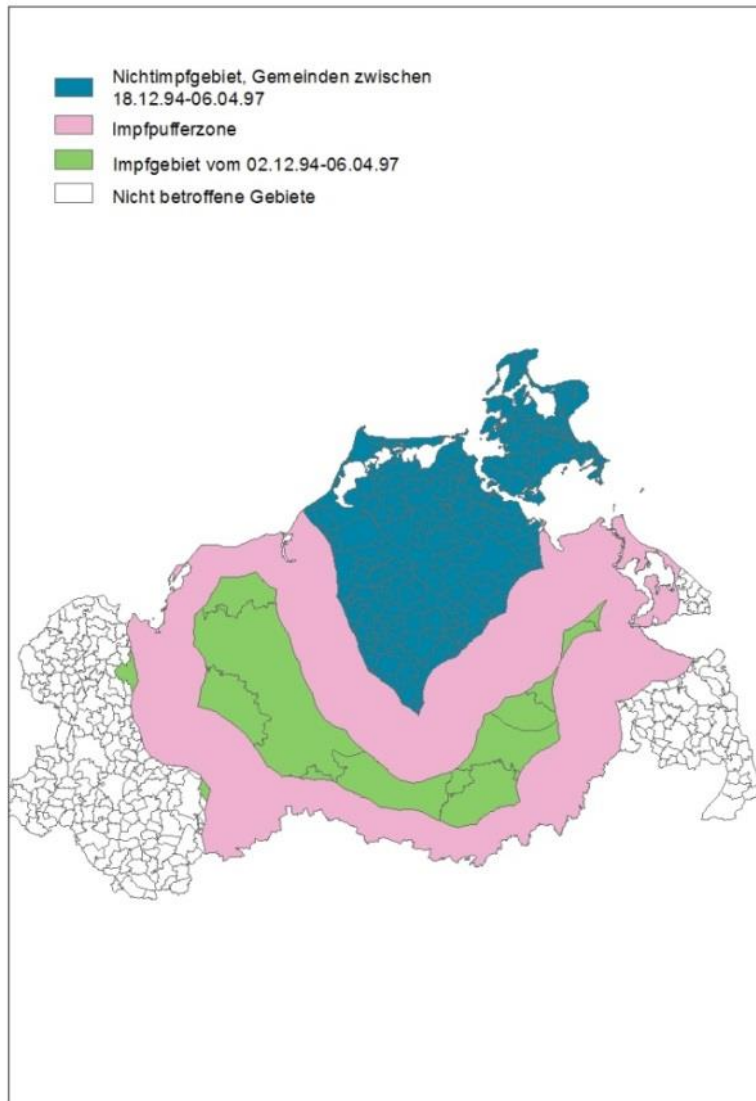 Nichtimpfgebiet, Gemeinden zwischen
18.12.94-06.04.97
Impfpufferzone
Impfgebiet vom 02.12.94-06.04.97
Nicht betroffene Gebiete